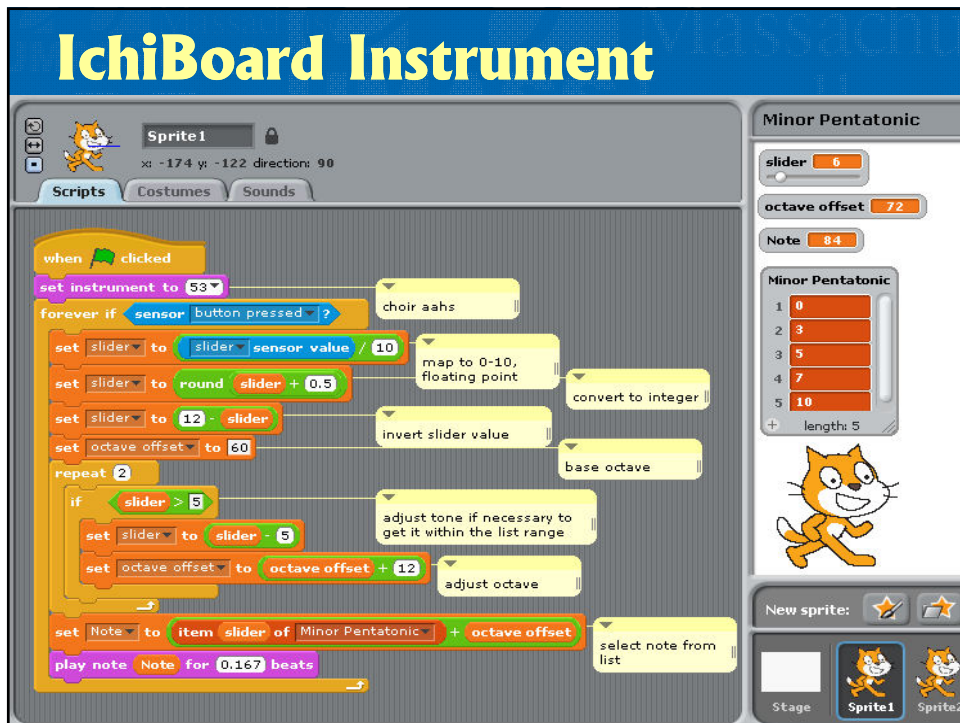 IchiBoard Instrument
Sprite1
x: -174 y: -122 direction: 90
Scripts Costumes Sounds
when clicked
set instrument to 53
choir aahs
forever if sensor button pressed ?
set slider to slider sensor value / 10
map to 0-10,
floating point
set slider to round slider + 0.5
convert to integer
set slider to 12 - slider
invert slider value
set octave offset to 60
base octave
repeat 2
if slider > 5
adjust tone if necessary to
get it within the list range
set slider to slider - 5
set octave offset to octave offset + 12
adjust octave
set Note to item slider of Minor Pentatonic + octave offset
select note from
list
play note Note for 0.167 beats
Minor Pentatonic
slider 6
octave offset 72
Note 84
Minor Pentatonic
1 0
2 3
3 5
4 7
5 10
+ length: 5
New sprite:
Stage Sprite1 Sprite2